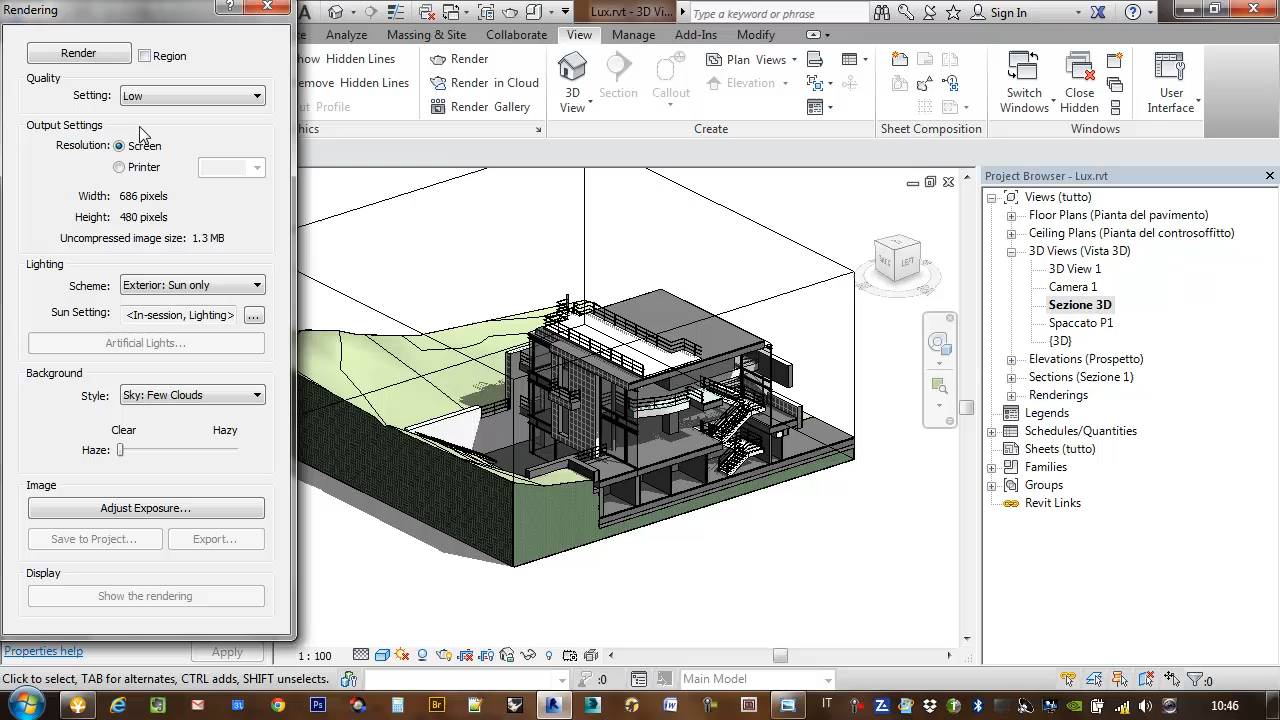 Rendering
Lux.rvt - 3D Vi...
Type a keyword or phrase
Sign In
Render
Region
Quality
Setting:
Low
Output Settings
Resolution:
Screen
Printer
Width:
686 pixels
Height:
480 pixels
Uncompressed image size: 1.3 MB
Lighting
Scheme:
Exterior: Sun only
Sun Setting:
<In-session, Lighting>
...
Artificial Lights...
Background
Style:
Sky: Few Clouds
Clear
Hazy
Haze:
Image
Adjust Exposure...
Save to Project...
Export...
Display
Show the rendering
Properties help
Apply
Analyze
Massing & Site
Collaborate
View
Manage
Add-Ins
Modify
Hidden Lines
Hidden Lines
Profile
Render
Render in Cloud
Render Gallery
3D
View
Section
Callout
Plan Views
Elevation
Create
Sheet Composition
Switch
Windows
Close
Hidden
Windows
User
Interface
LEFT
Project Browser - Lux.rvt
Views (tutto)
Floor Plans (Pianta del pavimento)
Ceiling Plans (Pianta del controsoffitto)
3D Views (Vista 3D)
3D View 1
Camera 1
Sezione 3D
Spaccato P1
{3D}
Elevations (Prospetto)
Sections (Sezione 1)
Renderings
Legends
Schedules/Quantities
Sheets (tutto)
Families
Groups
Revit Links
1 : 100
Click to select, TAB for alternates, CTRL adds, SHIFT unselects.
:0
Main Model
:0
Ps
Br
IT
10:46